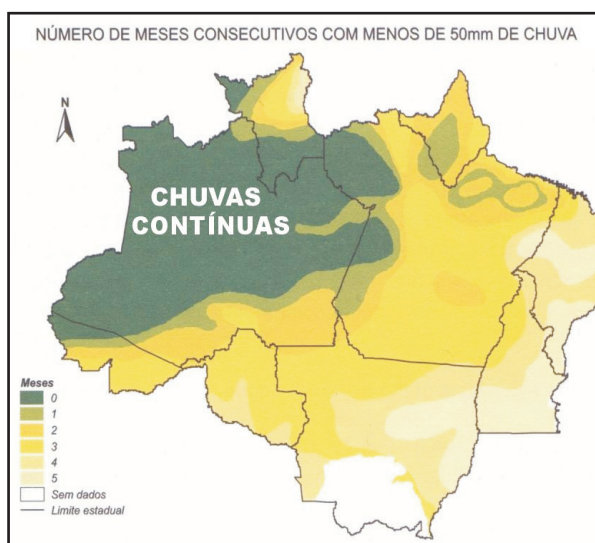 NÚMERO DE MESES CONSECUTIVOS COM MENOS DE 50mm DE CHUVA
N
CHUVAS
CONTÍNUAS
Meses
0
1
2
3
4
5
Sem dados
Limite estadual